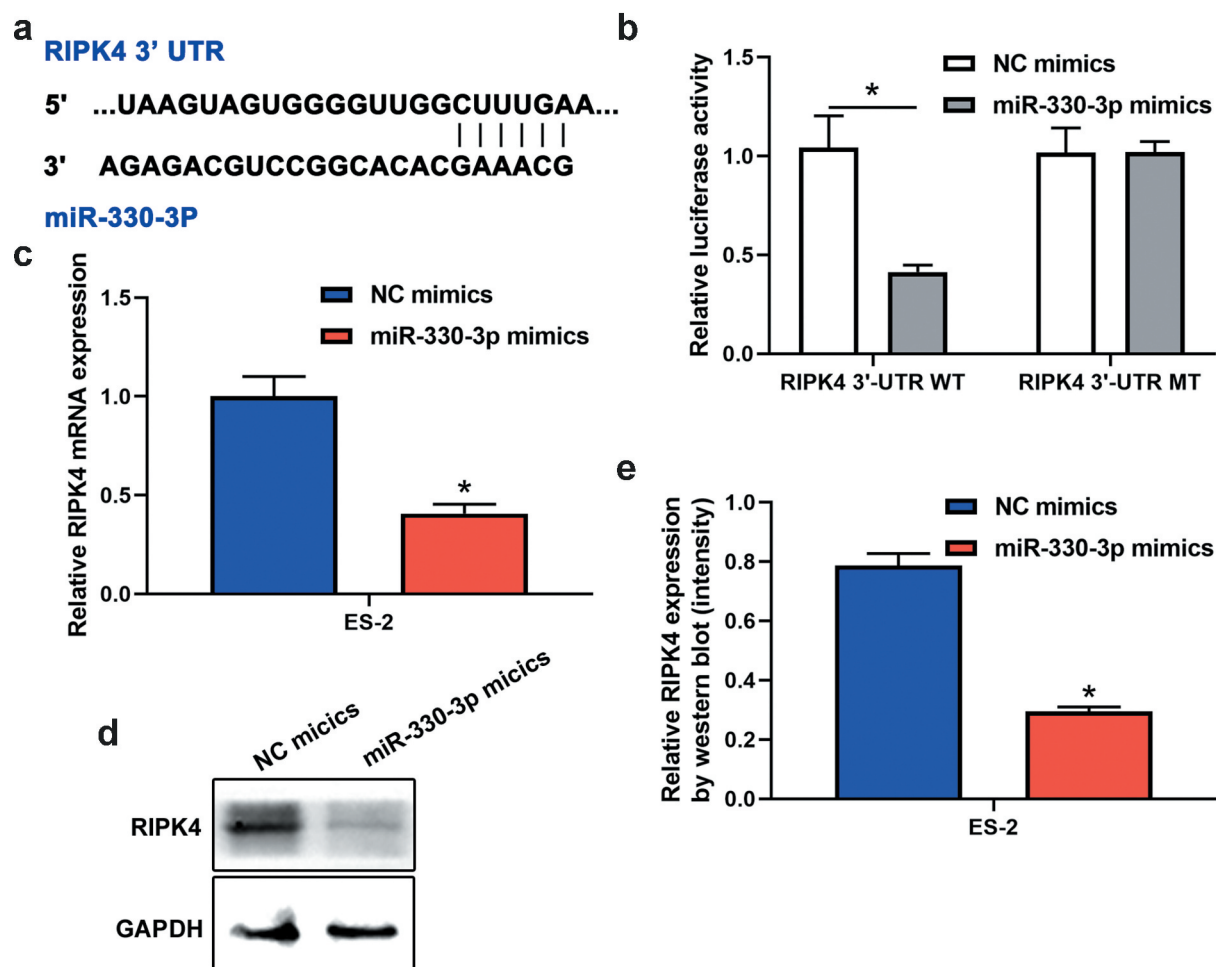 a
RIPK4 3’ UTR
5' ...UAAGUAGUGGGGUUGGCUUUGAA...
3' AGAGACGUCCGGCACACGAAACG
miR-330-3P
b
Relative luciferase activity
1.5
1.0
0.5
0.0
NC mimics
miR-330-3p mimics
*
RIPK4 3'-UTR WT
RIPK4 3'-UTR MT
c
Relative RIPK4 mRNA expression
1.5
1.0
0.5
0.0
NC mimics
miR-330-3p mimics
*
ES-2
d
NC micics
miR-330-3p micics
RIPK4
GAPDH
e
Relative RIPK4 expression
by western blot (intensity)
1.0
0.8
0.6
0.4
0.2
0.0
NC mimics
miR-330-3p mimics
*
ES-2